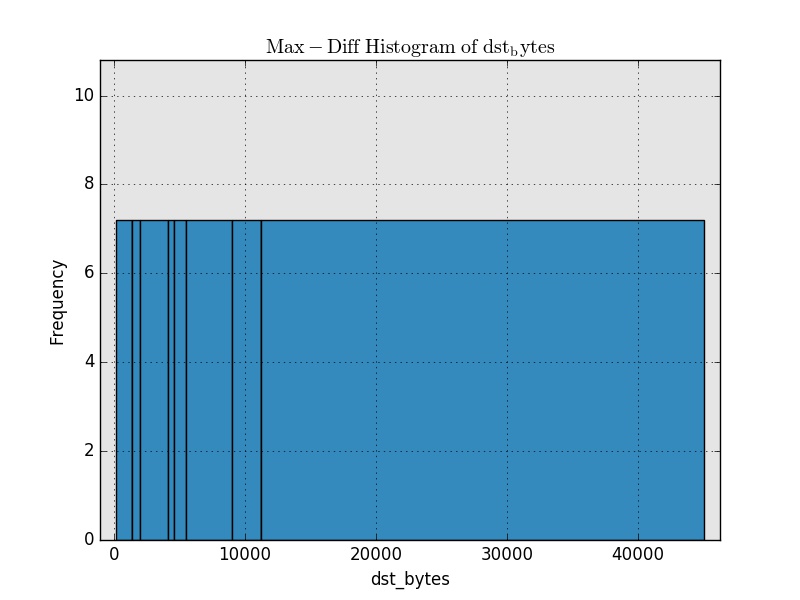 Max − Diff Histogram of dst_bytes
10
8
6
4
2
0
Frequency
0 10000 20000 30000 40000
dst_bytes